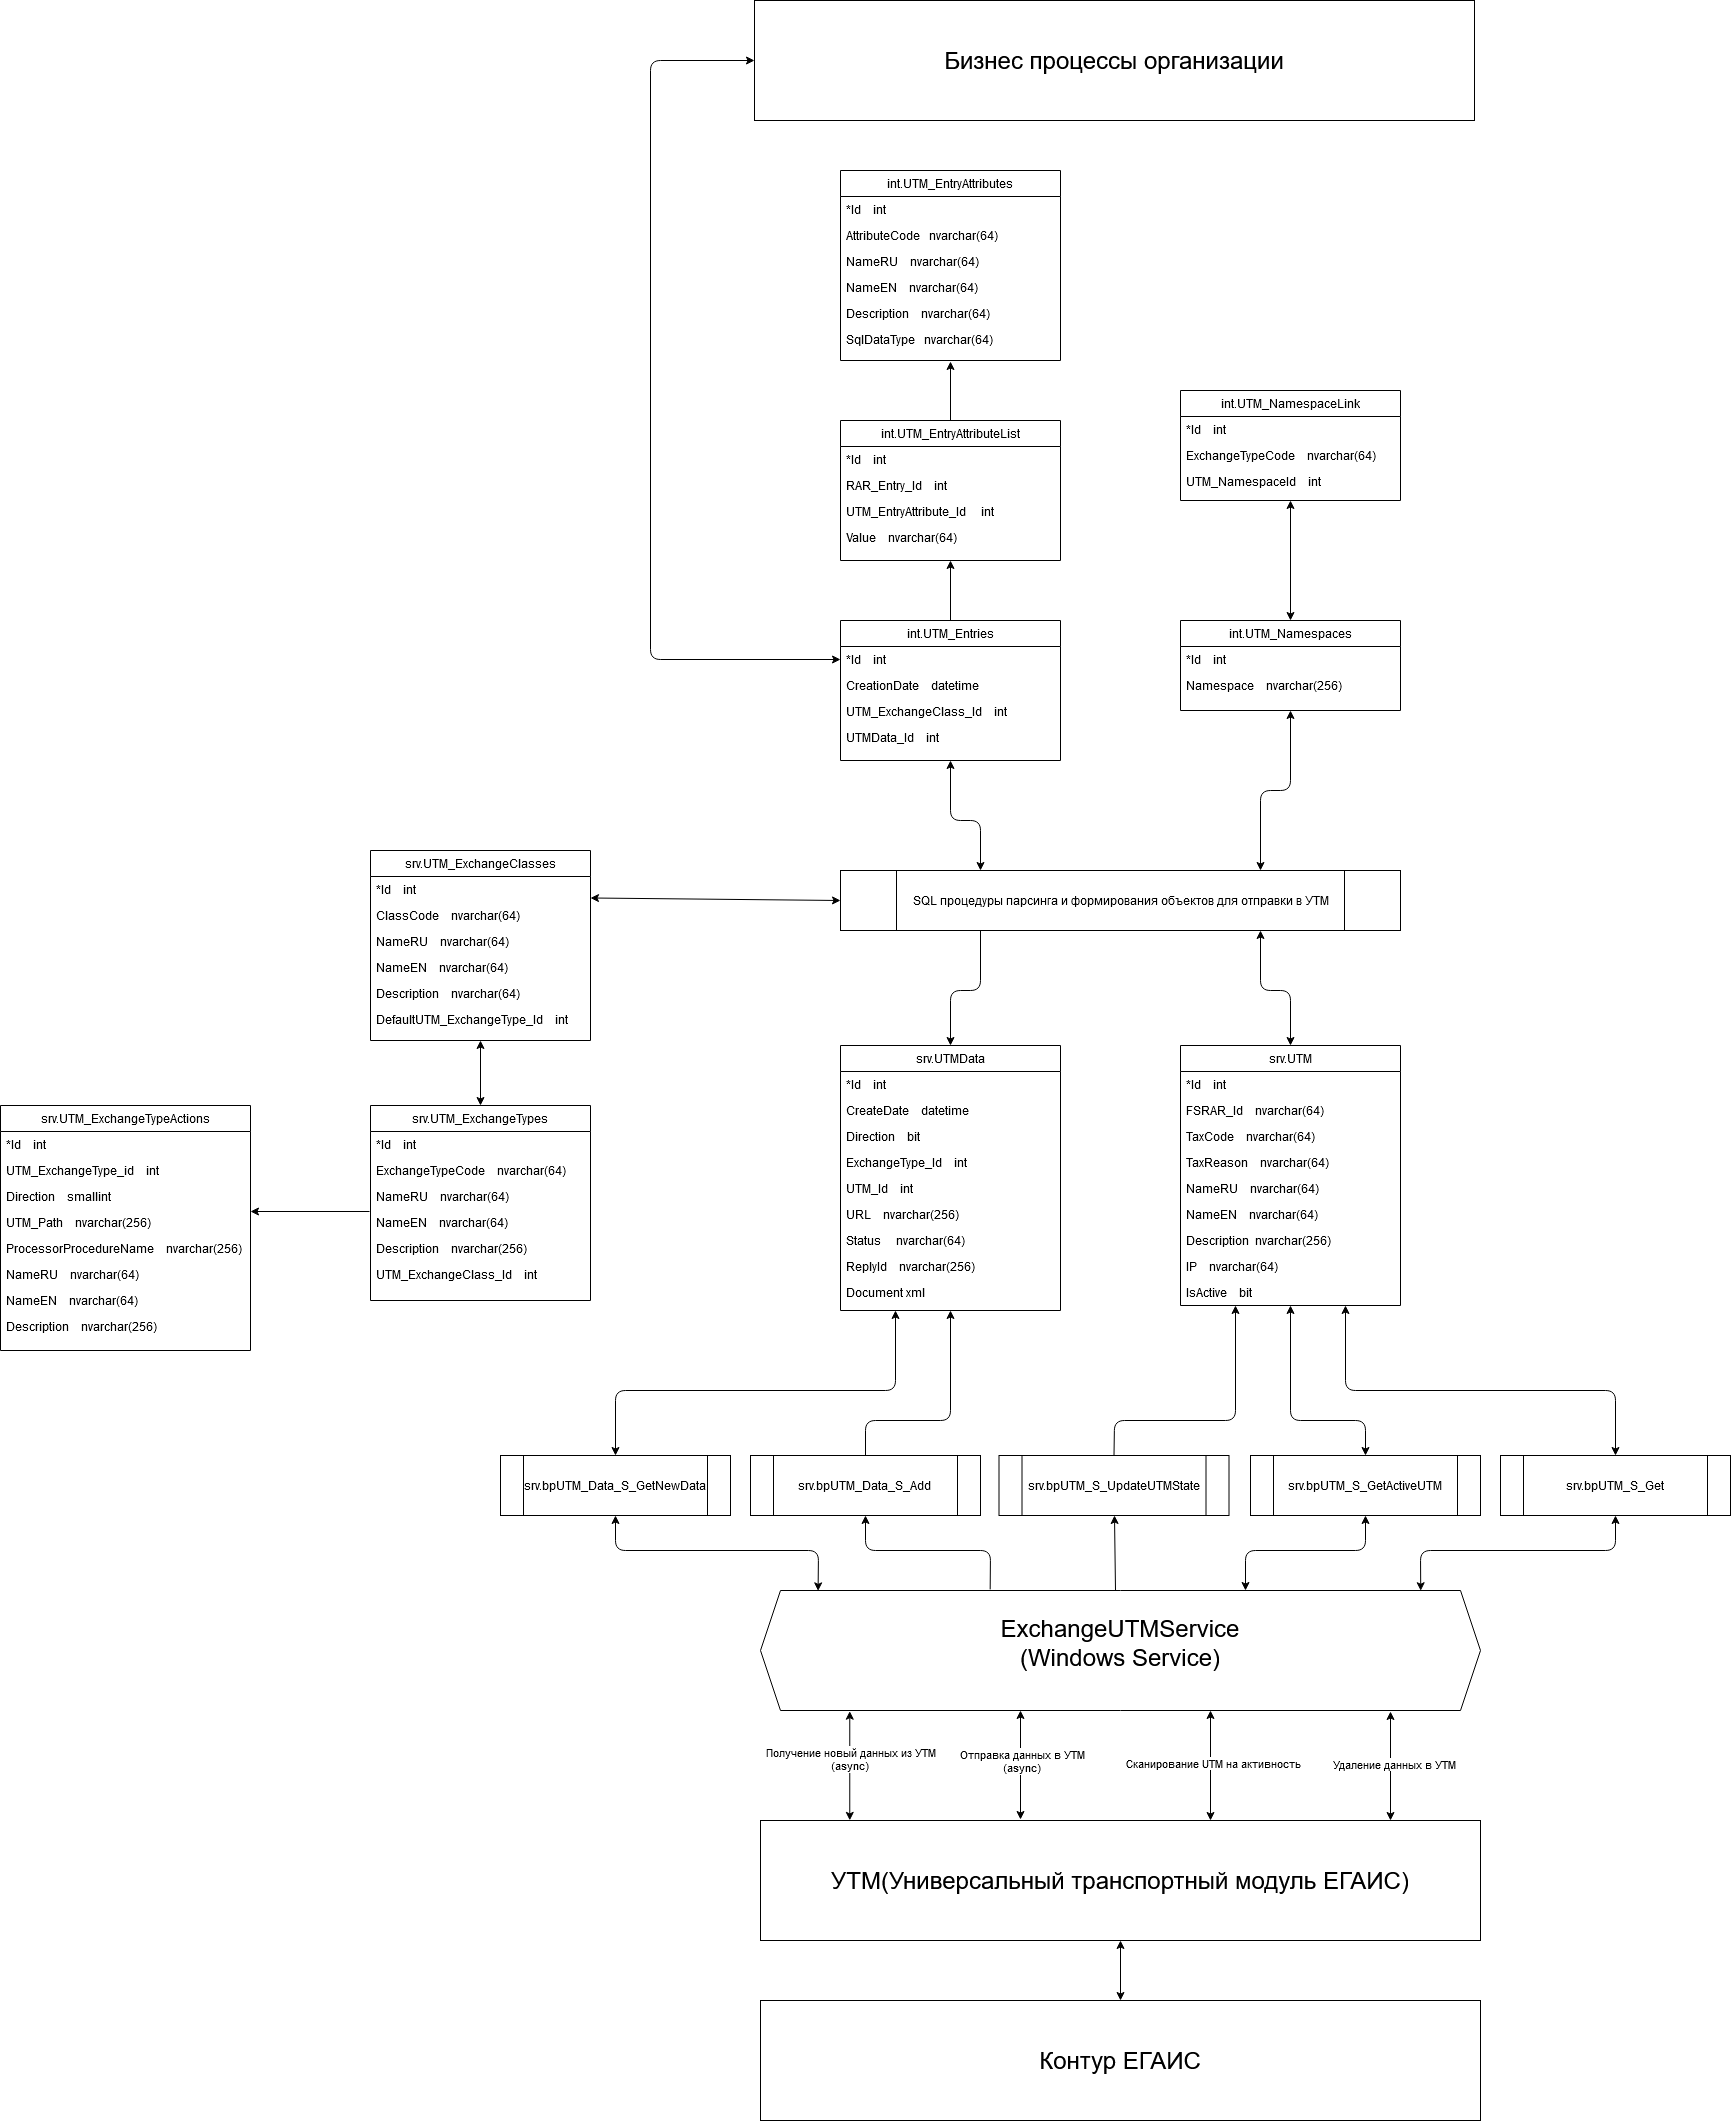 Бизнес процессы организации
int.UTM_EntryAttributes
*Id int
AttributeCode nvarchar(64)
NameRU nvarchar(64)
NameEN nvarchar(64)
Description nvarchar(64)
SqlDataType nvarchar(64)
int.UTM_EntryAttributeList
*Id int
RAR_Entry_Id int
UTM_EntryAttribute_Id int
Value nvarchar(64)
int.UTM_NamespaceLink
*Id int
ExchangeTypeCode nvarchar(64)
UTM_NamespaceId int
int.UTM_Entries
*Id int
CreationDate datetime
UTM_ExchangeClass_Id int
UTMData_Id int
int.UTM_Namespaces
*Id int
Namespace nvarchar(256)
srv.UTM_ExchangeClasses
*Id int
ClassCode nvarchar(64)
NameRU nvarchar(64)
NameEN nvarchar(64)
Description nvarchar(64)
DefaultUTM_ExchangeType_Id int
SQL процедуры парсинга и формирования объектов для отправки в УТМ
srv.UTM_ExchangeTypeActions
*Id int
UTM_ExchangeType_id int
Direction smallint
UTM_Path nvarchar(256)
ProcessorProcedureName nvarchar(256)
NameRU nvarchar(64)
NameEN nvarchar(64)
Description nvarchar(256)
srv.UTM_ExchangeTypes
*Id int
ExchangeTypeCode nvarchar(64)
NameRU nvarchar(64)
NameEN nvarchar(64)
Description nvarchar(256)
UTM_ExchangeClass_Id int
srv.UTMData
*Id int
CreateDate datetime
Direction bit
ExchangeType_Id int
UTM_Id int
URL nvarchar(256)
Status nvarchar(64)
ReplyId nvarchar(256)
Document xml
srv.UTM
*Id int
FSRAR_Id nvarchar(64)
TaxCode nvarchar(64)
TaxReason nvarchar(64)
NameRU nvarchar(64)
NameEN nvarchar(64)
Description nvarchar(256)
IP nvarchar(64)
IsActive bit
srv.bpUTM_Data_S_GetNewData
srv.bpUTM_Data_S_Add
srv.bpUTM_S_UpdateUTMState
srv.bpUTM_S_GetActiveUTM
srv.bpUTM_S_Get
ExchangeUTMService
(Windows Service)
Получение новый данных из УТМ
(async)
Отправка данных в УТМ
(async)
Сканирование UTM на активность
Удаление данных в УТМ
УТМ(Универсальный транспортный модуль ЕГАИС)
Контур ЕГАИС